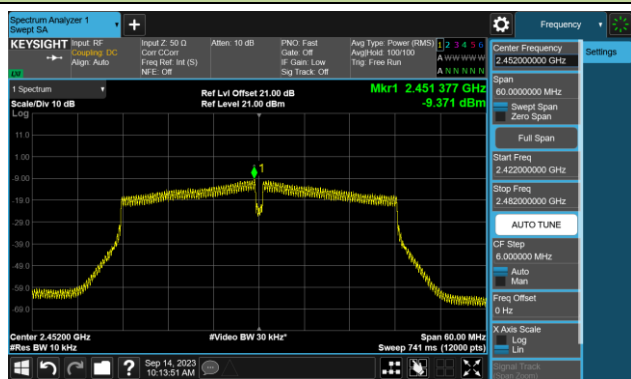 Spectrum Analyzer 1
Swept SA
+
Frequency
KEYSIGHT
Input: RF
Coupling: DC
Align: Auto
Input Z: 50 Ω
Corr CCorr
Freq Ref: Int (S)
NFE: Off
Atten: 10 dB
PNO: Fast
Gate: Off
IF Gain: Low
Sig Track: Off
Avg Type: Power (RMS)
Avg|Hold: 100/100
Trig: Free Run
1 2 3 4 5 6
A W W W W W
A N N N N N
1 Spectrum
Scale/Div 10 dB
Log
Ref Lvl Offset 21.00 dB
Ref Level 21.00 dBm
Mkr1 2.451 377 GHz
-9.371 dBm
11.0
1.00
-9.00
-19.0
-29.0
-39.0
-49.0
-59.0
-69.0
1
Center 2.45200 GHz
#Res BW 10 kHz
#Video BW 30 kHz*
Span 60.00 MHz
Sweep 741 ms (12000 pts)
Center Frequency
2.452000000 GHz
Span
60.0000000 MHz
Swept Span
Zero Span
Full Span
Start Freq
2.422000000 GHz
Stop Freq
2.482000000 GHz
AUTO TUNE
CF Step
6.000000 MHz
Auto
Man
Freq Offset
0 Hz
X Axis Scale
Log
Lin
Signal Track
(Span Zoom)
Settings
?
Sep 14, 2023
10:13:51 AM